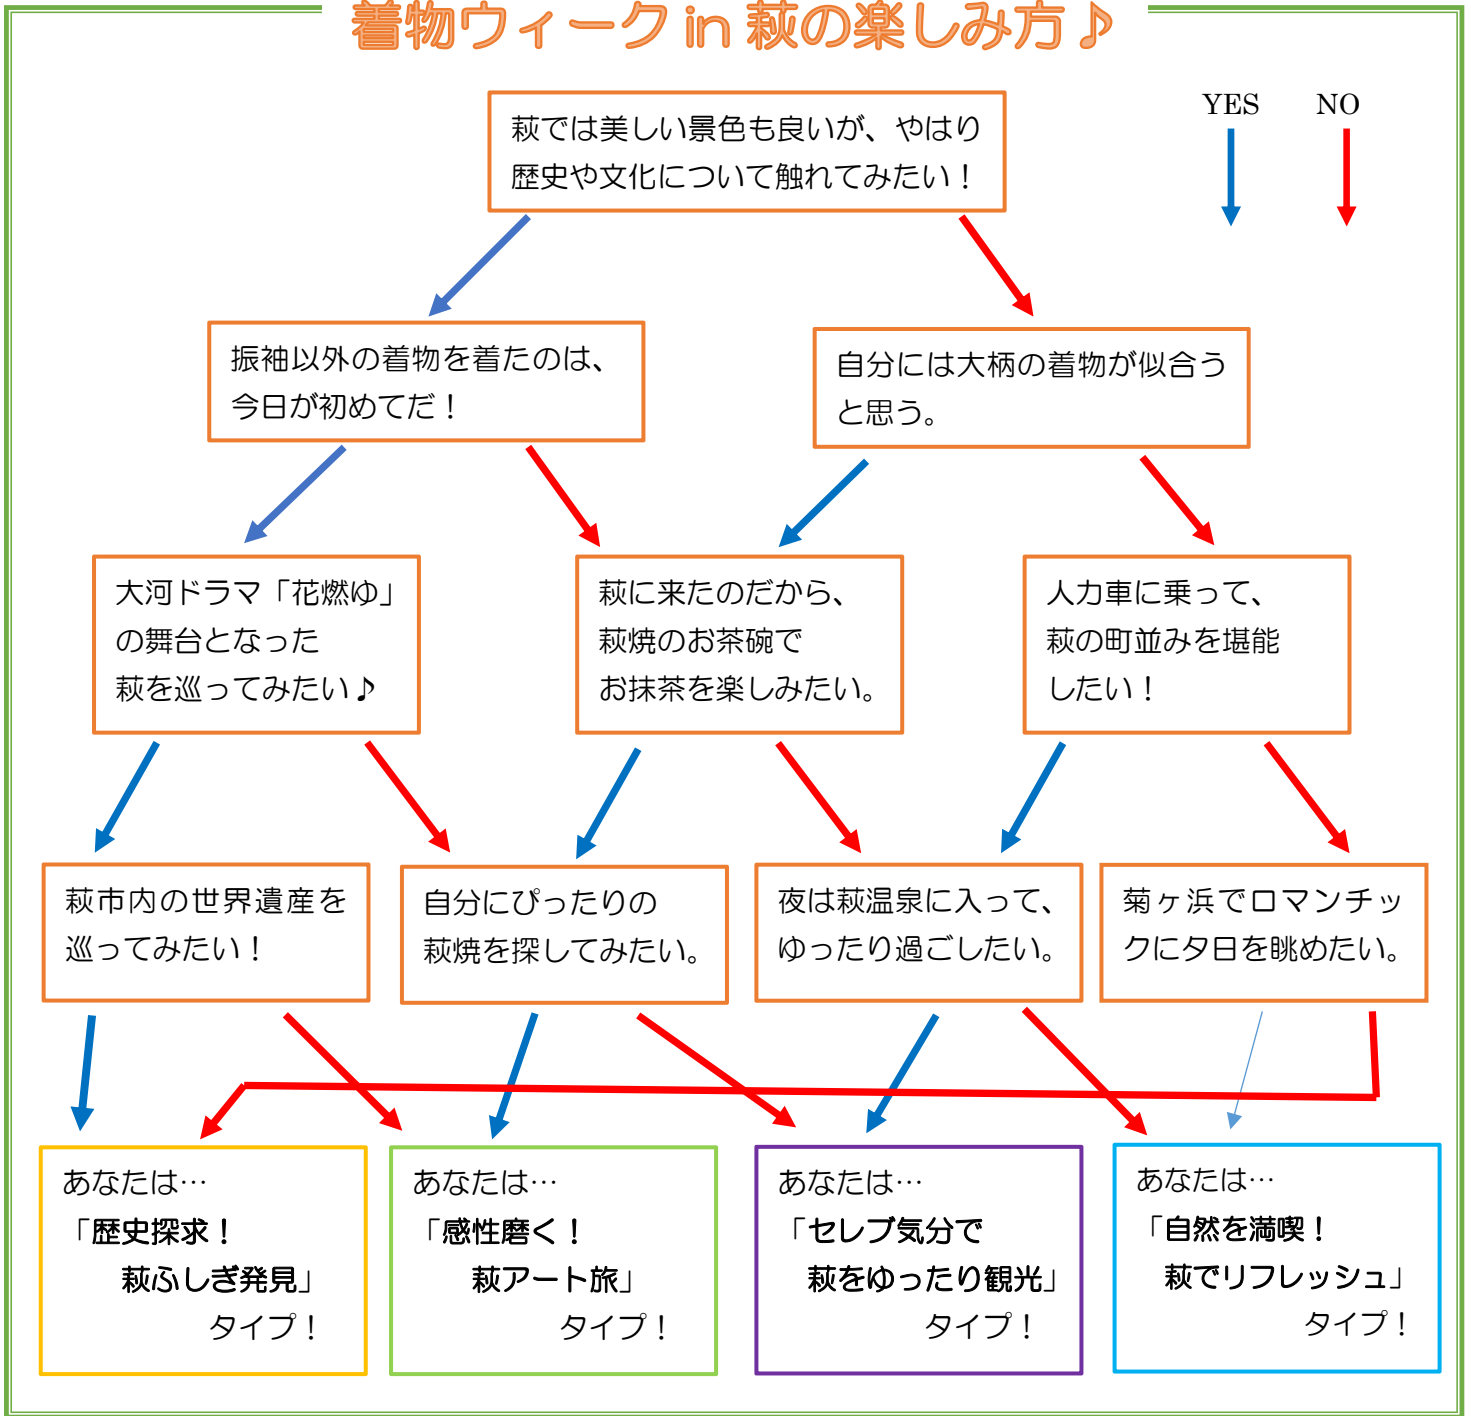 着物ウィーク in 萩の楽しみ方♪
YES NO
萩では美しい景色も良いが、やはり
歴史や文化について触れてみたい！
振袖以外の着物を着たのは、
今日が初めてだ！
自分には大柄の着物が似合う
と思う。
大河ドラマ「花燃ゆ」
の舞台となった
萩を巡ってみたい♪
萩に来たのだから、
萩焼のお茶碗で
お抹茶を楽しみたい。
人力車に乗って、
萩の町並みを堪能
したい！
萩市内の世界遺産を
巡ってみたい！
自分にぴったりの
萩焼を探してみたい。
夜は萩温泉に入って、
ゆったり過ごしたい。
菊ヶ浜でロマンチッ
クに夕日を眺めたい。
あなたは…
「歴史探求！
萩ふしぎ発見」
タイプ！
あなたは…
「感性磨く！
萩アート旅」
タイプ！
あなたは…
「セレブ気分で
萩をゆったり観光」
タイプ！
あなたは…
「自然を満喫！
萩でリフレッシュ」
タイプ！